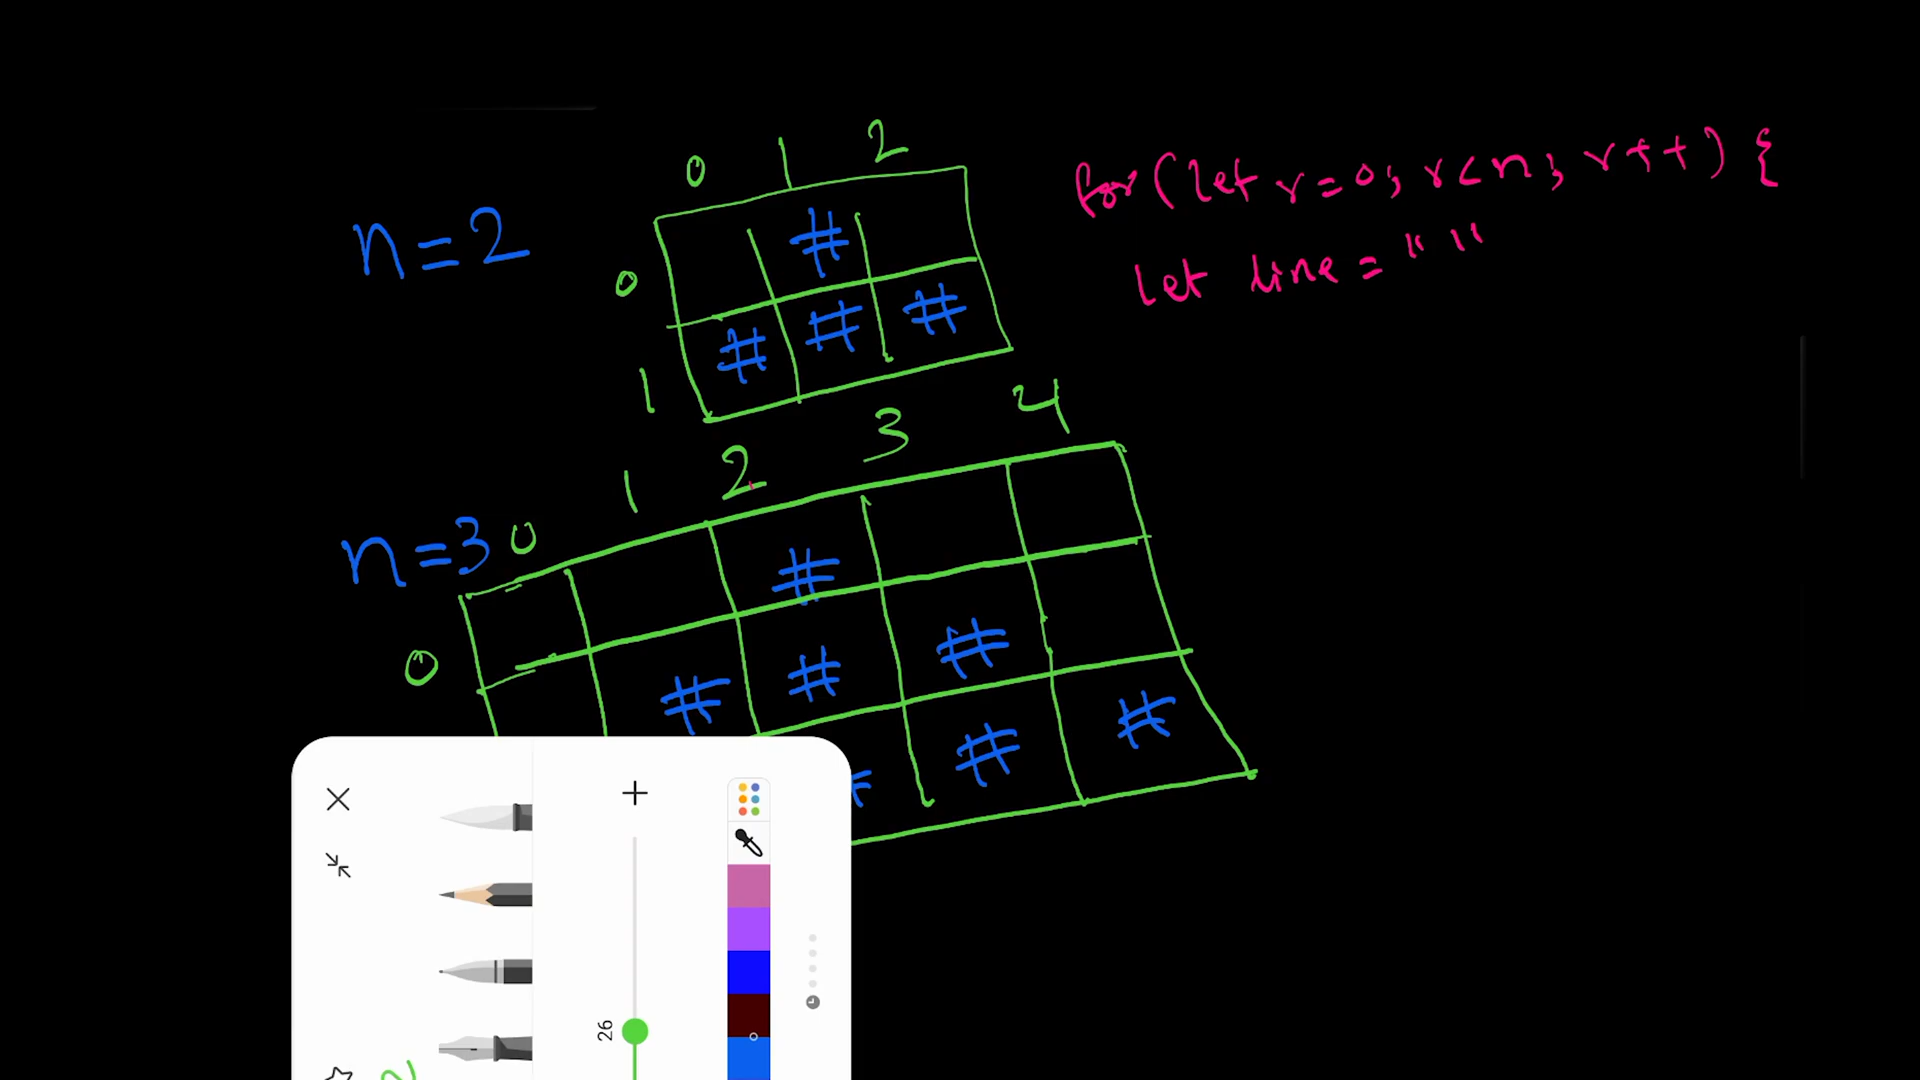 0 1 2
n=2
#
0
# # #
1
for(let r=0; r<n; r++) {
let line = " "
0 1 2 3 4
n=3
#
0
# # #
# # #
26